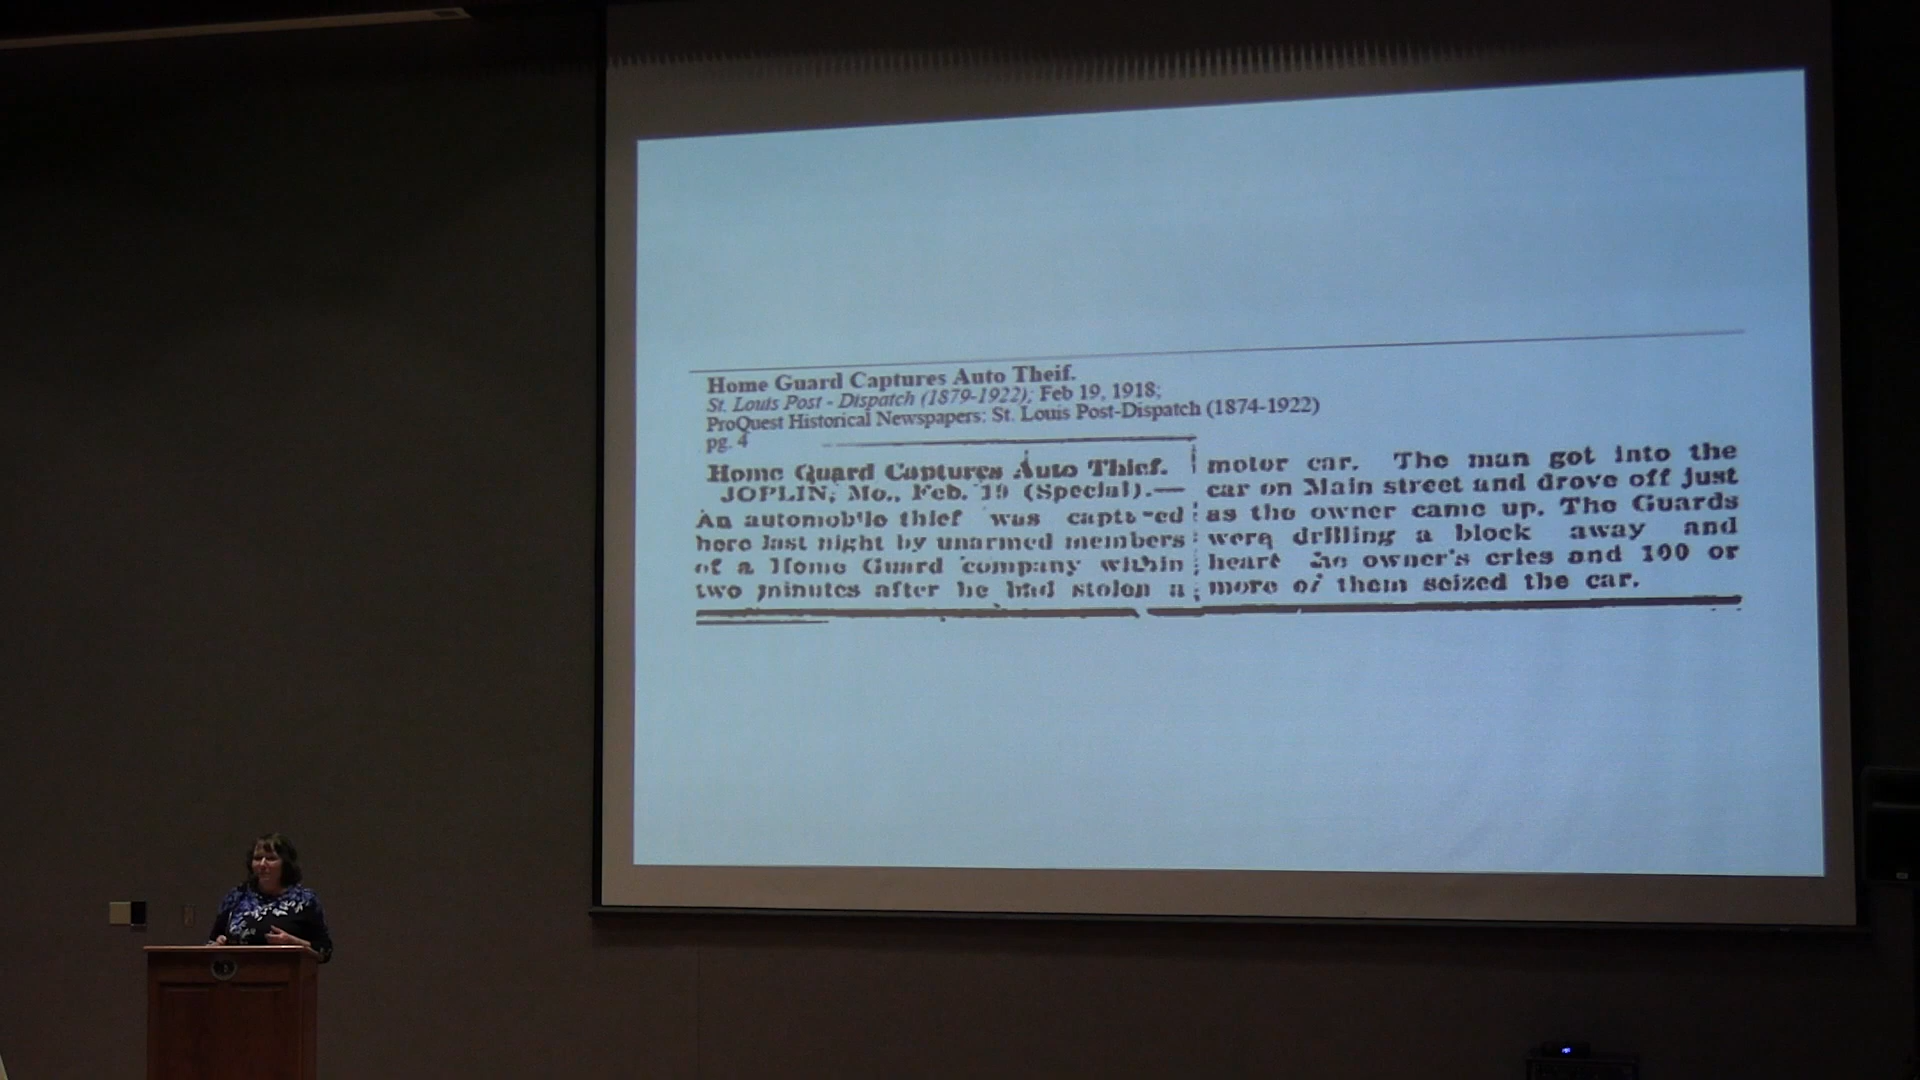 Home Guard Captures Auto Theif.
St. Louis Post - Dispatch (1879-1922); Feb 19, 1918;
ProQuest Historical Newspapers: St. Louis Post-Dispatch (1874-1922)
pg. 4
Home Guard Captures Auto Thief.
JOPLIN, Mo., Feb. 19 (Special).—
An automobile thief was captured
here last night by unarmed members
of a Home Guard company within
two minutes after he had stolen a
motor car. The man got into the
car on Main street and drove off just
as the owner came up. The Guards
were drilling a block away and
heard the owner's cries and 100 or
more of them seized the car.